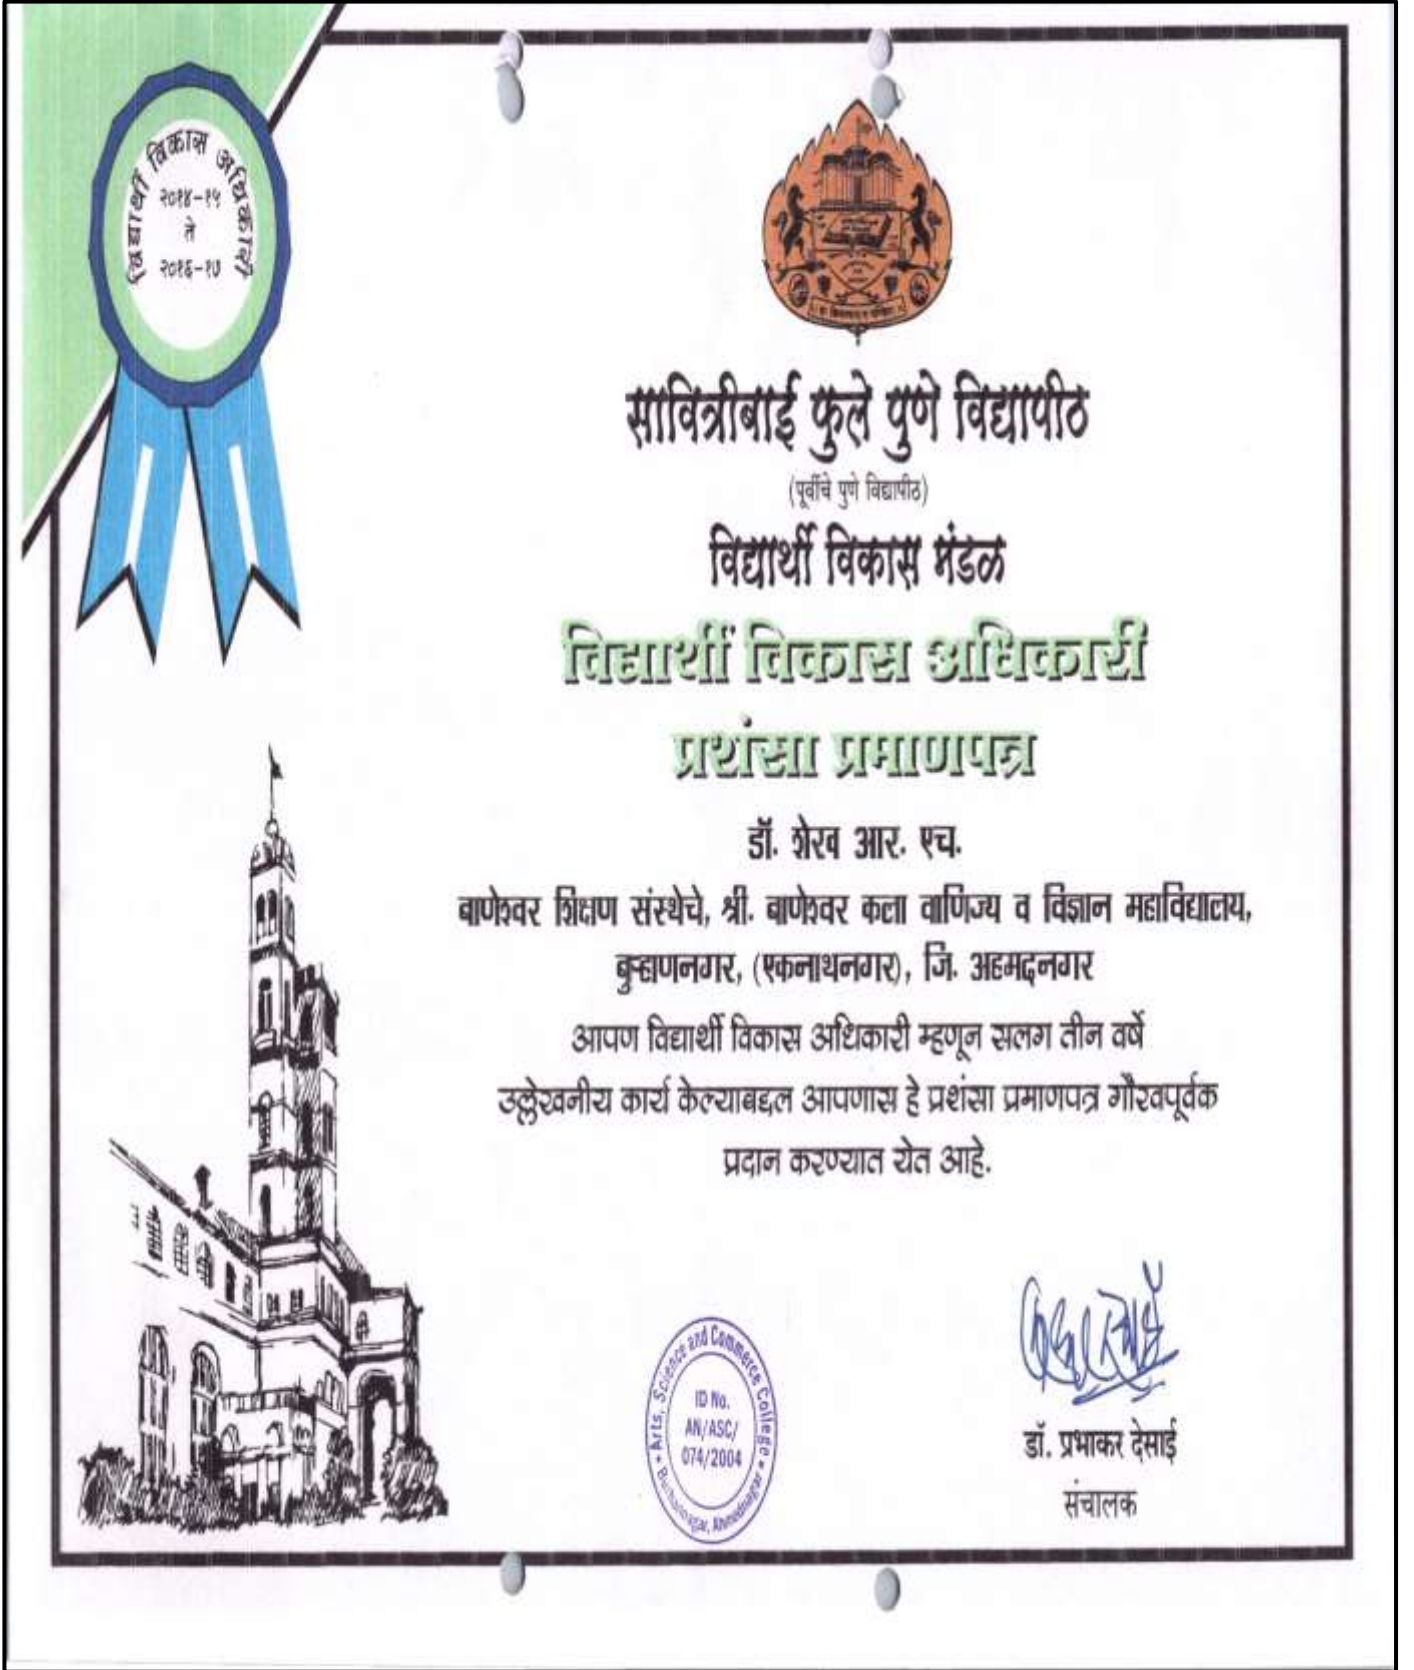 विद्यार्थी विकास अधिकारी
२०१४-१५
ते
२०१६-१७
सावित्रीबाई फुले पुणे विद्यापीठ
(पूर्वीचे पुणे विद्यापीठ)
विद्यार्थी विकास मंडळ
विद्यार्थी विकास अधिकारी
प्रशंसा प्रमाणपत्र
डॉ. शेख आर. एच.
बाणेश्वर शिक्षण संस्थेचे, श्री. बाणेश्वर कला वाणिज्य व विज्ञान महाविद्यालय,
बुऱ्हाणनगर, (एकनाथनगर), जि. अहमदनगर
आपण विद्यार्थी विकास अधिकारी म्हणून सलग तीन वर्षे
उल्लेखनीय कार्य केल्याबद्दल आपणास हे प्रशंसा प्रमाणपत्र गौरवपूर्वक
प्रदान करण्यात येत आहे.
Arts, Science and Commerce College
ID No.
AN/ASC/
074/2004
Burhannagar, Ahmednagar
डॉ. प्रभाकर देसाई
संचालक